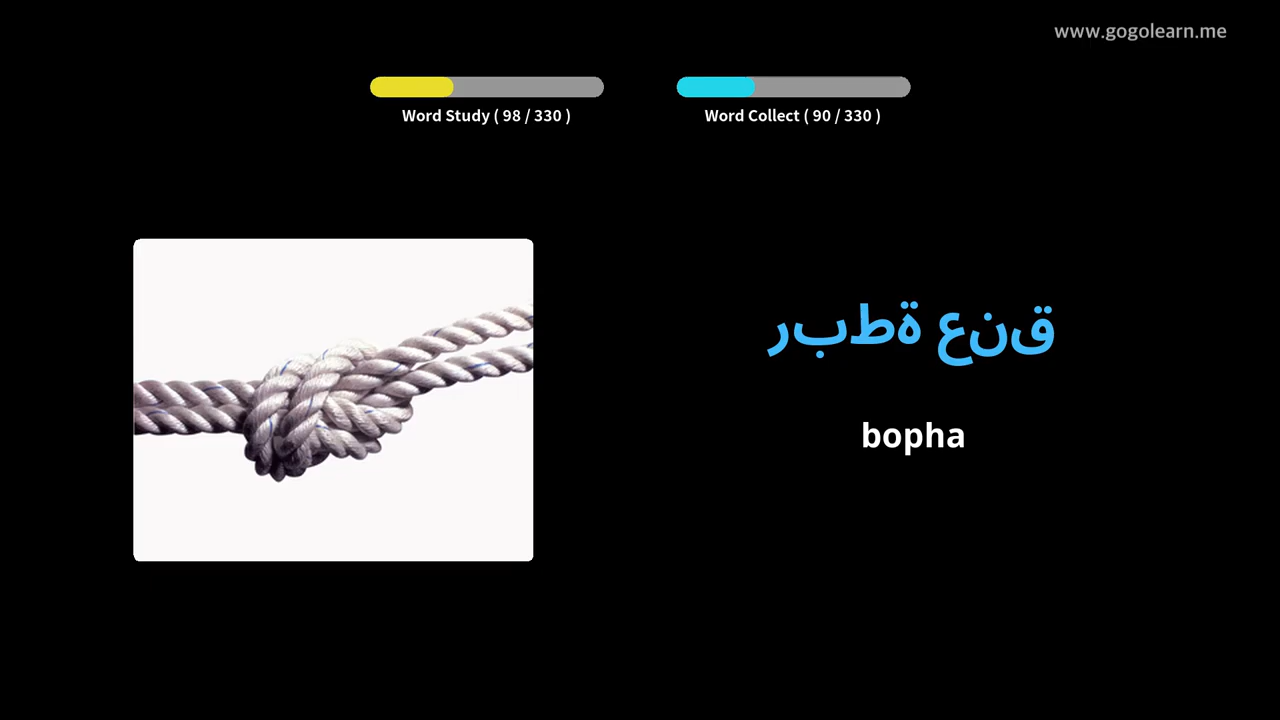 www.gogolearn.me
Word Study ( 98 / 330 )
Word Collect ( 90 / 330 )
ربطة عنق
bopha